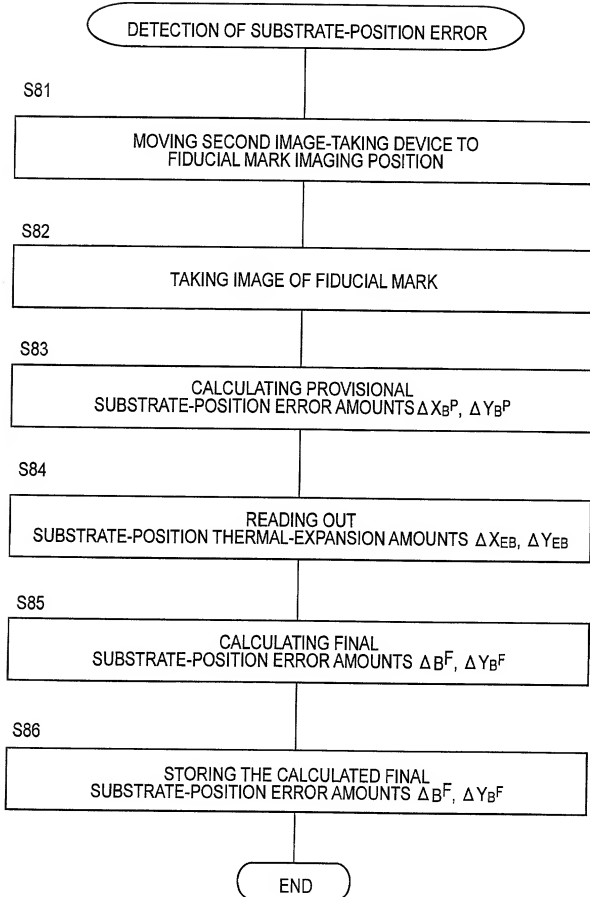 DETECTION OF SUBSTRATE-POSITION ERROR
S81
MOVING SECOND IMAGE-TAKING DEVICE TO
FIDUCIAL MARK IMAGING POSITION
S82
TAKING IMAGE OF FIDUCIAL MARK
S83
CALCULATING PROVISIONAL
SUBSTRATE-POSITION ERROR AMOUNTS ΔXBP, ΔYBP
S84
READING OUT
SUBSTRATE-POSITION THERMAL-EXPANSION AMOUNTS ΔXEB, ΔYEB
S85
CALCULATING FINAL
SUBSTRATE-POSITION ERROR AMOUNTS ΔBF, ΔYBF
S86
STORING THE CALCULATED FINAL
SUBSTRATE-POSITION ERROR AMOUNTS ΔBF, ΔYBF
END